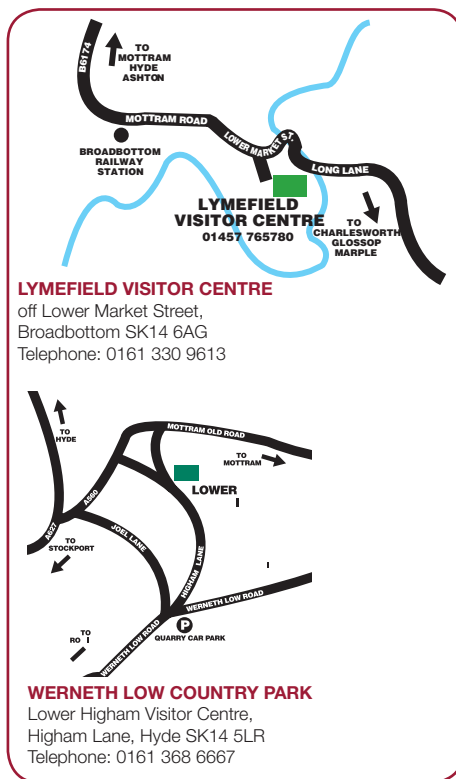 B6174
TO
MOTTRAM
HYDE
ASHTON
MOTTRAM ROAD
LOWER MARKET S.T.
BROADBOTTOM
RAILWAY
STATION
LONG LANE
LYMEFIELD
VISITOR CENTRE
01457 765780
TO
CHARLESWORTH
GLOSSOP
MARPLE
LYMEFIELD VISITOR CENTRE
off Lower Market Street,
Broadbottom SK14 6AG
Telephone: 0161 330 9613
TO
HYDE
MOTTRAM OLD ROAD
TO
MOTTRAM
LOWER
A560
A627
JOEL LANE
HIGHAM LANE
TO
STOCKPORT
WERNETH LOW ROAD
P
QUARRY CAR PARK
TO
RO
WERNETH LOW ROAD
WERNETH LOW COUNTRY PARK
Lower Higham Visitor Centre,
Higham Lane, Hyde SK14 5LR
Telephone: 0161 368 6667